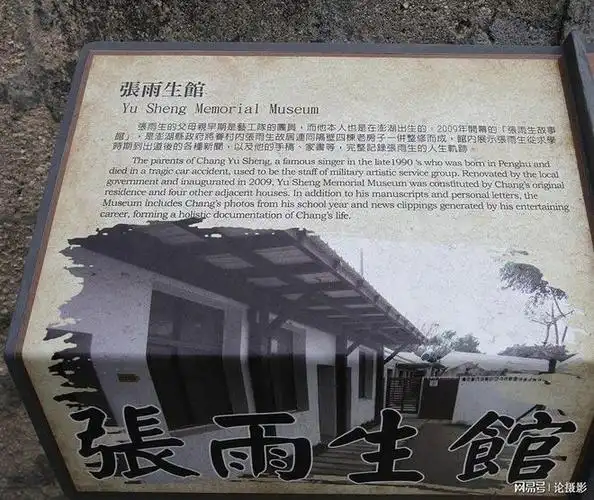 張雨生館
Yu Sheng Memorial Museum
張雨生的父母親早期是藝工隊的團員，而他本人也是在澎湖出生的。2009年開幕的「張雨生故事
館」，是澎湖縣政府將眷村內張雨生故居連同隔壁四棟老房子一併整修而成，館內展示張雨生從求學
時期到出道後的各種新聞，以及他的手稿、家書等，完整記錄張雨生的人生軌跡。
The parents of Chang Yu Sheng, a famous singer in the late1990 's who was born in Penghu and
died in a tragic car accident, used to be the staff of military artistic service group. Renovated by the local
government and inaugurated in 2009, Yu Sheng Memorial Museum was constituted by Chang's original
residence and four other adjacent houses. In addition to his manuscripts and personal letters, the
Museum includes Chang's photos from his school year and news clippings generated by his entertaining
career, forming a holistic documentation of Chang's life.
張雨生館
网易号 | 论摄影